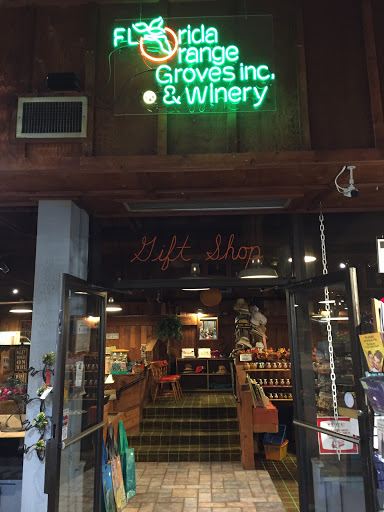 Florida
Orange
Groves inc.
& Winery
Gift Shop